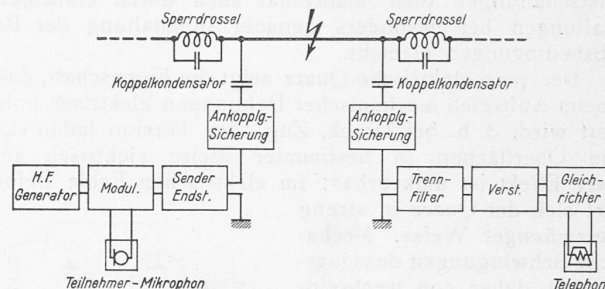 Sperrdrossel
Sperrdrossel
Koppelkondensator
Koppelkondensator
Ankopplg.-
Sicherung
Ankopplg.-
Sicherung
H.F.
Generator
Modul.
Sender
Endst.
Trenn-
Filter
Verst.
Gleich-
richter
Teilnehmer-Mikrophon
Telephon